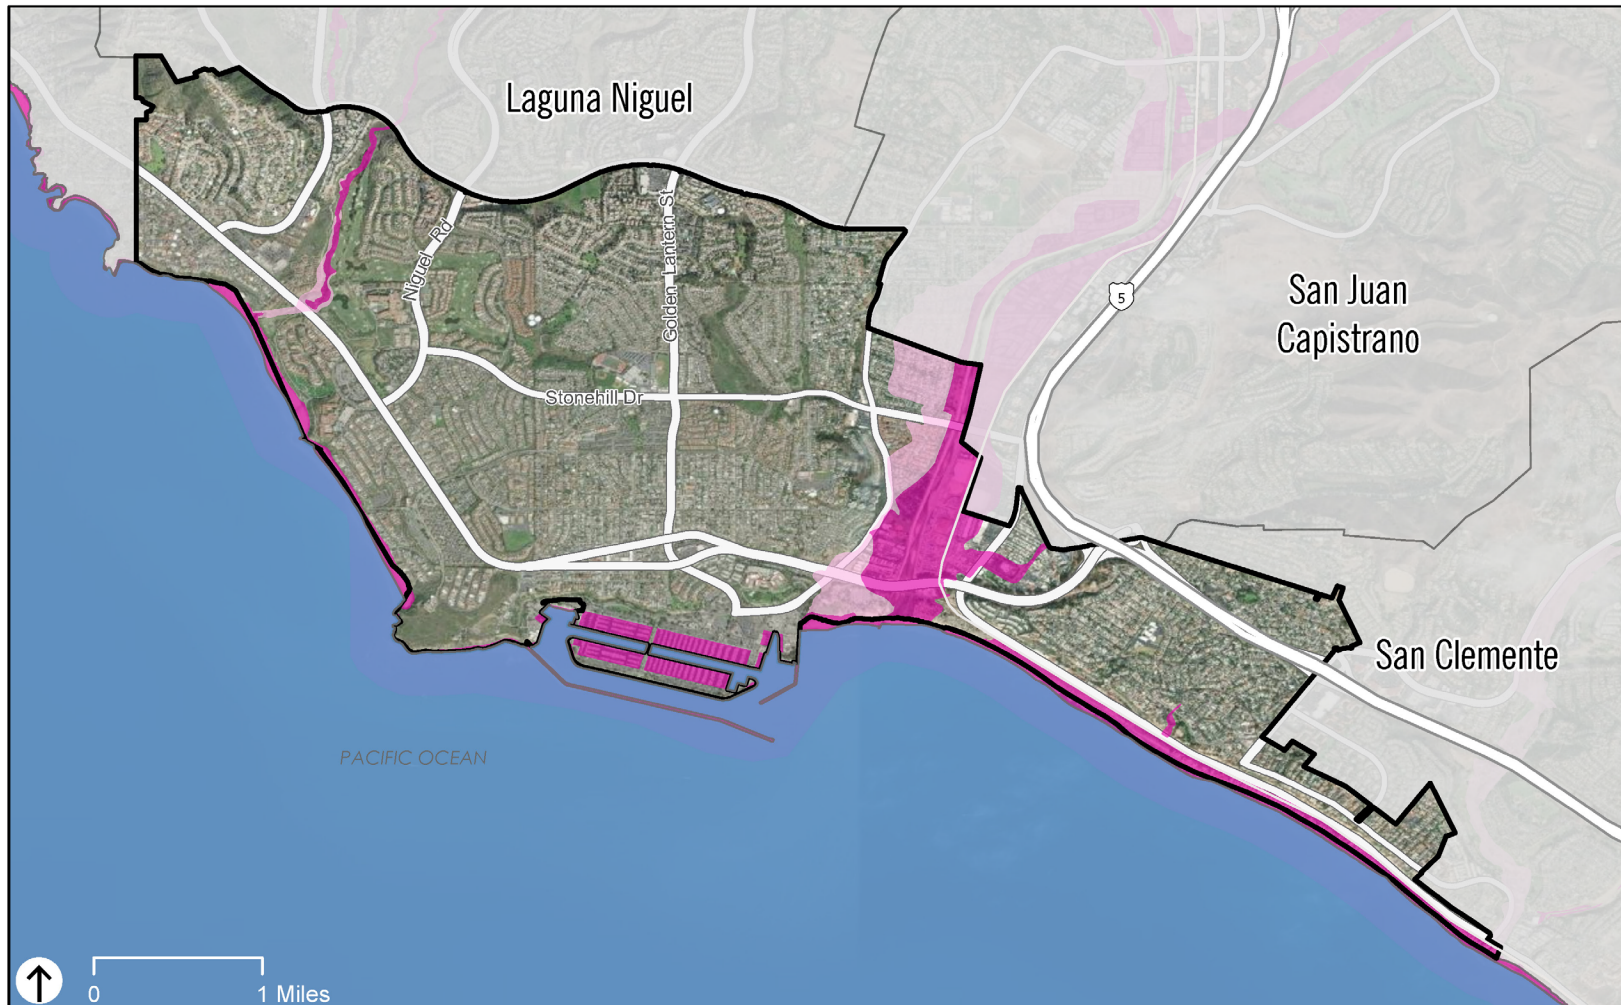 Laguna Niguel
Niguel Rd
Golden Lantern St
5
San Juan
Capistrano
Stonehill Dr
San Clemente
PACIFIC OCEAN
0 1 Miles